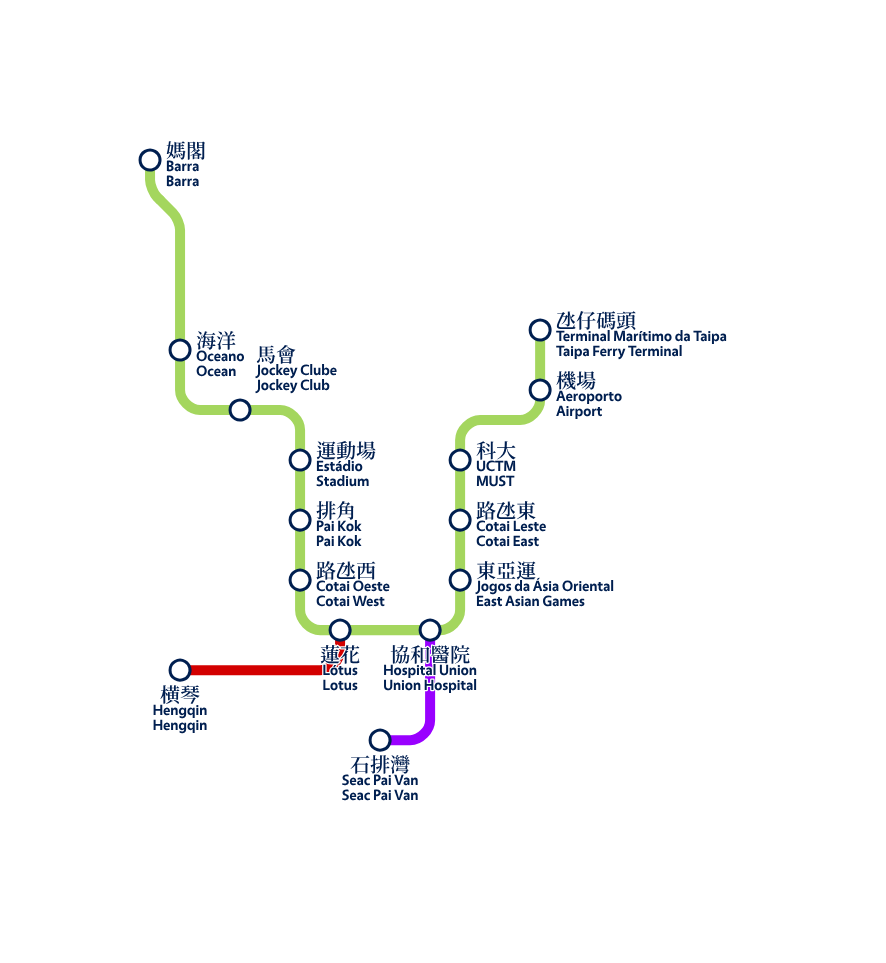 媽閣
Barra
Barra
海洋
Oceano
Ocean
馬會
Jockey Clube
Jockey Club
運動場
Estádio
Stadium
排角
Pai Kok
Pai Kok
路氹西
Cotai Oeste
Cotai West
蓮花
Lótus
Lotus
橫琴
Hengqin
Hengqin
協和醫院
Hospital Union
Union Hospital
石排灣
Seac Pai Van
Seac Pai Van
東亞運
Jogos da Ásia Oriental
East Asian Games
路氹東
Cotai Leste
Cotai East
科大
UCTM
MUST
機場
Aeroporto
Airport
氹仔碼頭
Terminal Marítimo da Taipa
Taipa Ferry Terminal